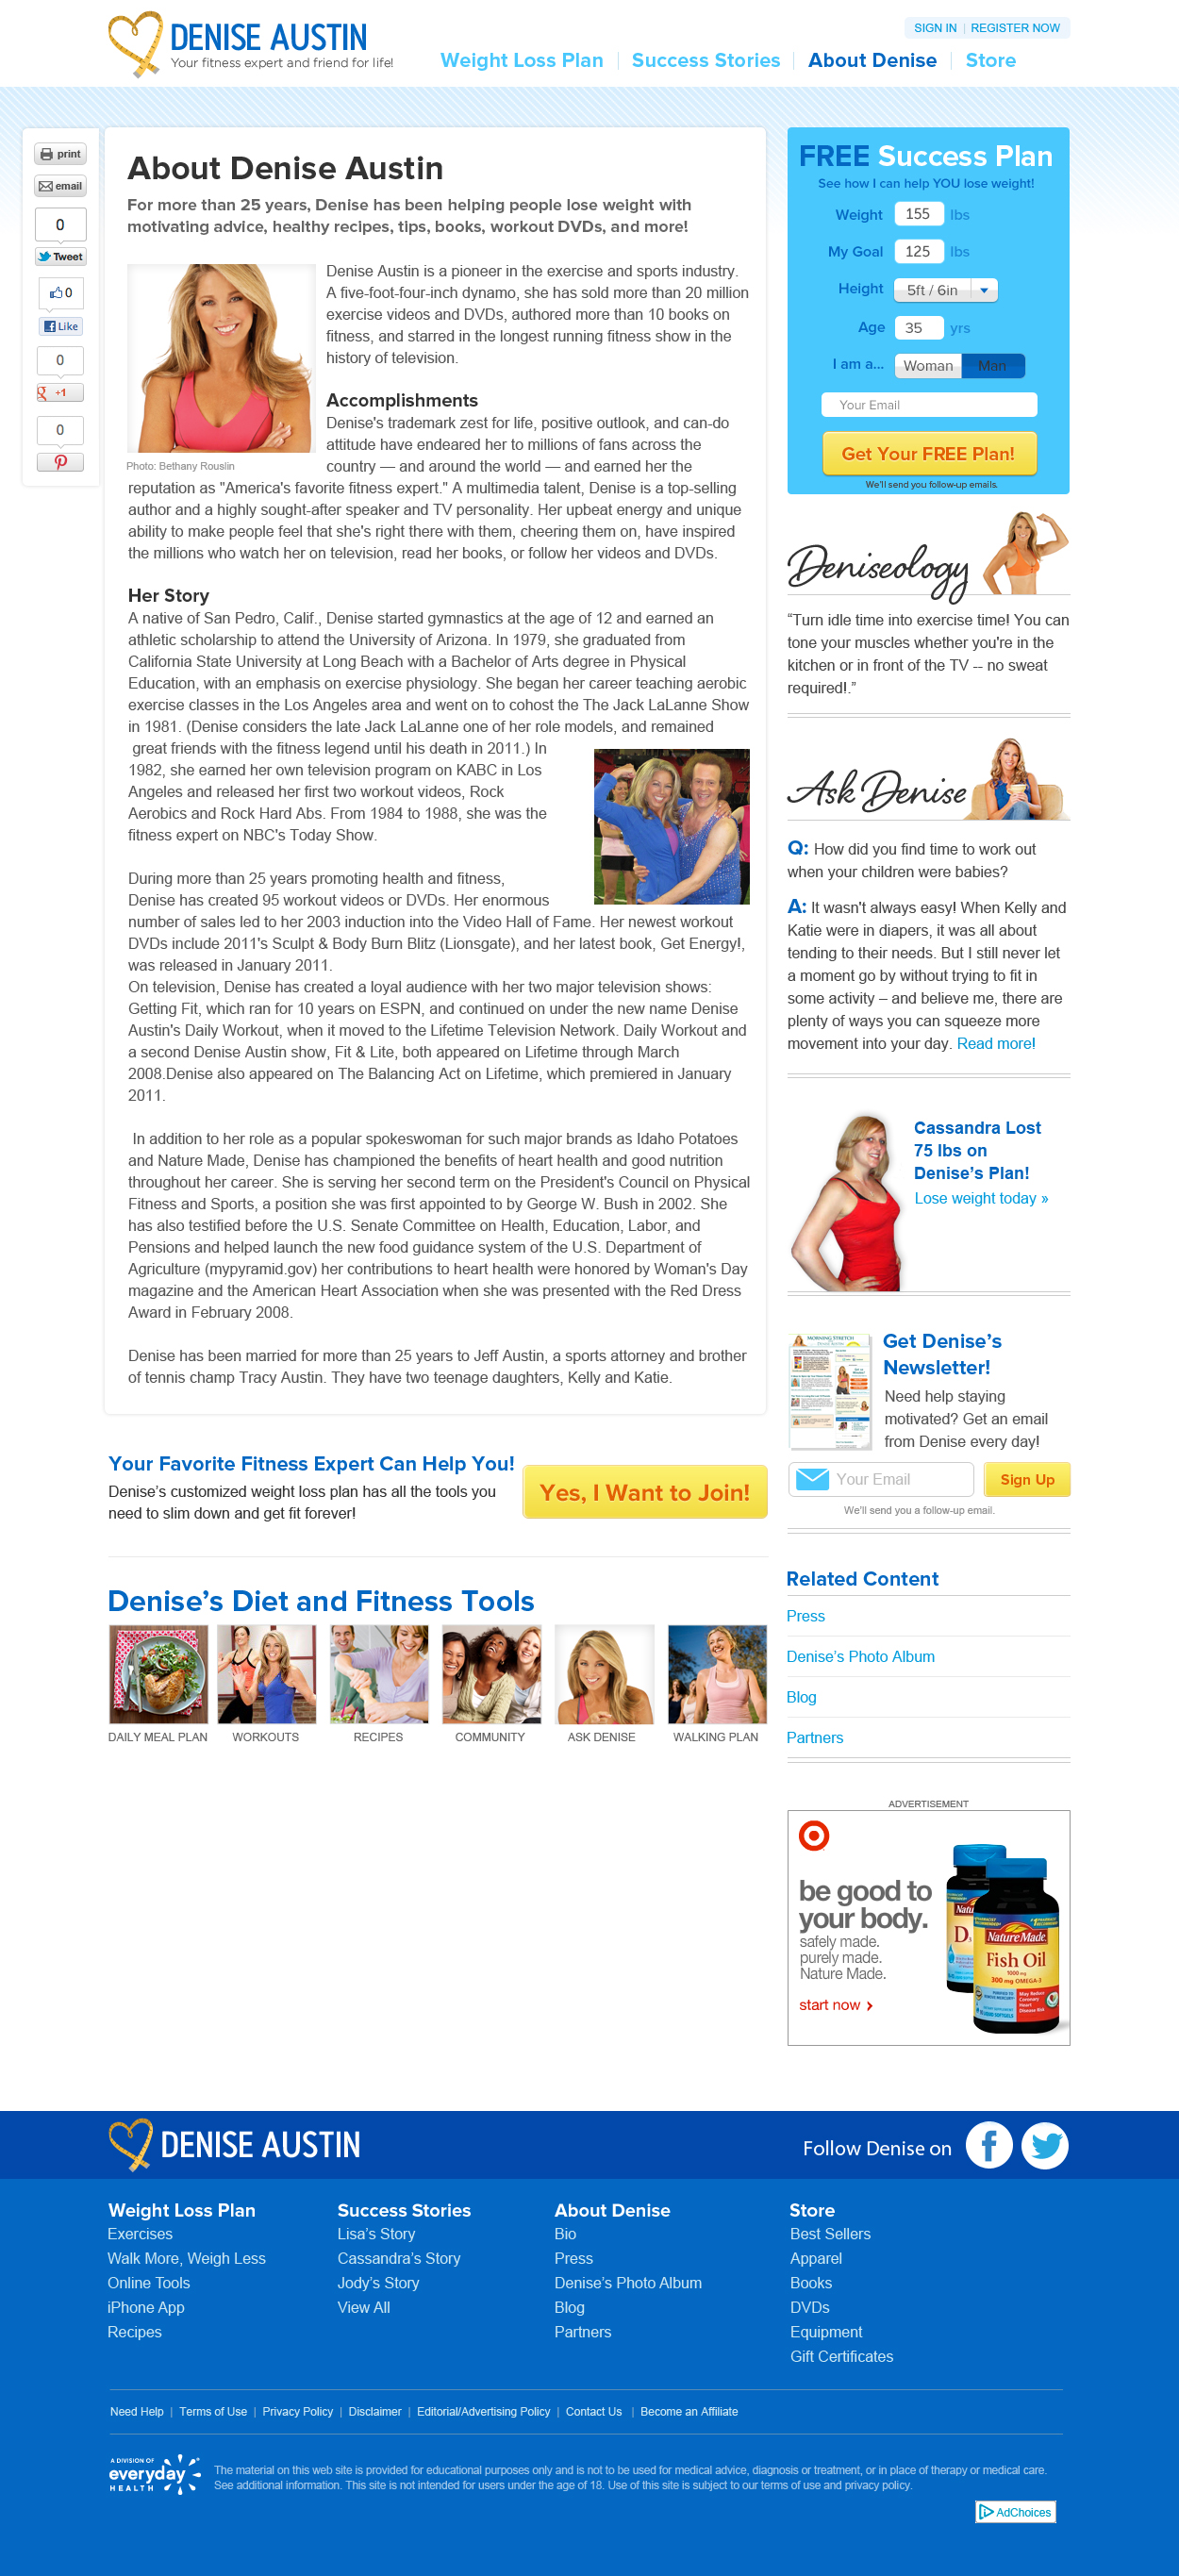 DENISE AUSTIN
Your fitness expert and friend for life!
SIGN IN | REGISTER NOW
Weight Loss Plan | Success Stories | About Denise | Store
print
email
0
Tweet
0
Like
0
+1
0
About Denise Austin
For more than 25 years, Denise has been helping people lose weight with
motivating advice, healthy recipes, tips, books, workout DVDs, and more!
Denise Austin is a pioneer in the exercise and sports industry.
A five-foot-four-inch dynamo, she has sold more than 20 million
exercise videos and DVDs, authored more than 10 books on
fitness, and starred in the longest running fitness show in the
history of television.
Accomplishments
Denise's trademark zest for life, positive outlook, and can-do
attitude have endeared her to millions of fans across the
country — and around the world — and earned her the
Photo: Bethany Rouslin
reputation as "America's favorite fitness expert." A multimedia talent, Denise is a top-selling
author and a highly sought-after speaker and TV personality. Her upbeat energy and unique
ability to make people feel that she's right there with them, cheering them on, have inspired
the millions who watch her on television, read her books, or follow her videos and DVDs.
Her Story
A native of San Pedro, Calif., Denise started gymnastics at the age of 12 and earned an
athletic scholarship to attend the University of Arizona. In 1979, she graduated from
California State University at Long Beach with a Bachelor of Arts degree in Physical
Education, with an emphasis on exercise physiology. She began her career teaching aerobic
exercise classes in the Los Angeles area and went on to cohost the The Jack LaLanne Show
in 1981. (Denise considers the late Jack LaLanne one of her role models, and remained
great friends with the fitness legend until his death in 2011.) In
1982, she earned her own television program on KABC in Los
Angeles and released her first two workout videos, Rock
Aerobics and Rock Hard Abs. From 1984 to 1988, she was the
fitness expert on NBC's Today Show.
During more than 25 years promoting health and fitness,
Denise has created 95 workout videos or DVDs. Her enormous
number of sales led to her 2003 induction into the Video Hall of Fame. Her newest workout
DVDs include 2011's Sculpt & Body Burn Blitz (Lionsgate), and her latest book, Get Energy!,
was released in January 2011.
On television, Denise has created a loyal audience with her two major television shows:
Getting Fit, which ran for 10 years on ESPN, and continued on under the new name Denise
Austin's Daily Workout, when it moved to the Lifetime Television Network. Daily Workout and
a second Denise Austin show, Fit & Lite, both appeared on Lifetime through March
2008.Denise also appeared on The Balancing Act on Lifetime, which premiered in January
2011.
In addition to her role as a popular spokeswoman for such major brands as Idaho Potatoes
and Nature Made, Denise has championed the benefits of heart health and good nutrition
throughout her career. She is serving her second term on the President's Council on Physical
Fitness and Sports, a position she was first appointed to by George W. Bush in 2002. She
has also testified before the U.S. Senate Committee on Health, Education, Labor, and
Pensions and helped launch the new food guidance system of the U.S. Department of
Agriculture (mypyramid.gov) her contributions to heart health were honored by Woman's Day
magazine and the American Heart Association when she was presented with the Red Dress
Award in February 2008.
Denise has been married for more than 25 years to Jeff Austin, a sports attorney and brother
of tennis champ Tracy Austin. They have two teenage daughters, Kelly and Katie.
Your Favorite Fitness Expert Can Help You!
Denise’s customized weight loss plan has all the tools you
need to slim down and get fit forever!
Yes, I Want to Join!
Denise’s Diet and Fitness Tools
DAILY MEAL PLAN
WORKOUTS
RECIPES
COMMUNITY
ASK DENISE
WALKING PLAN
FREE Success Plan
See how I can help YOU lose weight!
Weight 155 lbs
My Goal 125 lbs
Height 5ft / 6in
Age 35 yrs
I am a... Woman Man
Your Email
Get Your FREE Plan!
We'll send you follow-up emails.
Deniseology
“Turn idle time into exercise time! You can
tone your muscles whether you're in the
kitchen or in front of the TV -- no sweat
required!.”
Ask Denise
Q: How did you find time to work out
when your children were babies?
A: It wasn't always easy! When Kelly and
Katie were in diapers, it was all about
tending to their needs. But I still never let
a moment go by without trying to fit in
some activity – and believe me, there are
plenty of ways you can squeeze more
movement into your day. Read more!
Cassandra Lost
75 lbs on
Denise’s Plan!
Lose weight today »
MORNING STRETCH
Get Denise’s
Newsletter!
Need help staying
motivated? Get an email
from Denise every day!
Your Email
Sign Up
We'll send you a follow-up email.
Related Content
Press
Denise’s Photo Album
Blog
Partners
ADVERTISEMENT
be good to
your body.
safely made.
purely made.
Nature Made.
start now ›
Nature Made
Fish Oil
1000 mg
300 mg OMEGA-3
May Reduce
Coronary
Heart
Disease Risk
DENISE AUSTIN
Follow Denise on
Weight Loss Plan
Exercises
Walk More, Weigh Less
Online Tools
iPhone App
Recipes
Success Stories
Lisa’s Story
Cassandra’s Story
Jody’s Story
View All
About Denise
Bio
Press
Denise’s Photo Album
Blog
Partners
Store
Best Sellers
Apparel
Books
DVDs
Equipment
Gift Certificates
Need Help | Terms of Use | Privacy Policy | Disclaimer | Editorial/Advertising Policy | Contact Us | Become an Affiliate
A DIVISION OF
everyday
HEALTH
The material on this web site is provided for educational purposes only and is not to be used for medical advice, diagnosis or treatment, or in place of therapy or medical care.
See additional information. This site is not intended for users under the age of 18. Use of this site is subject to our terms of use and privacy policy.
AdChoices